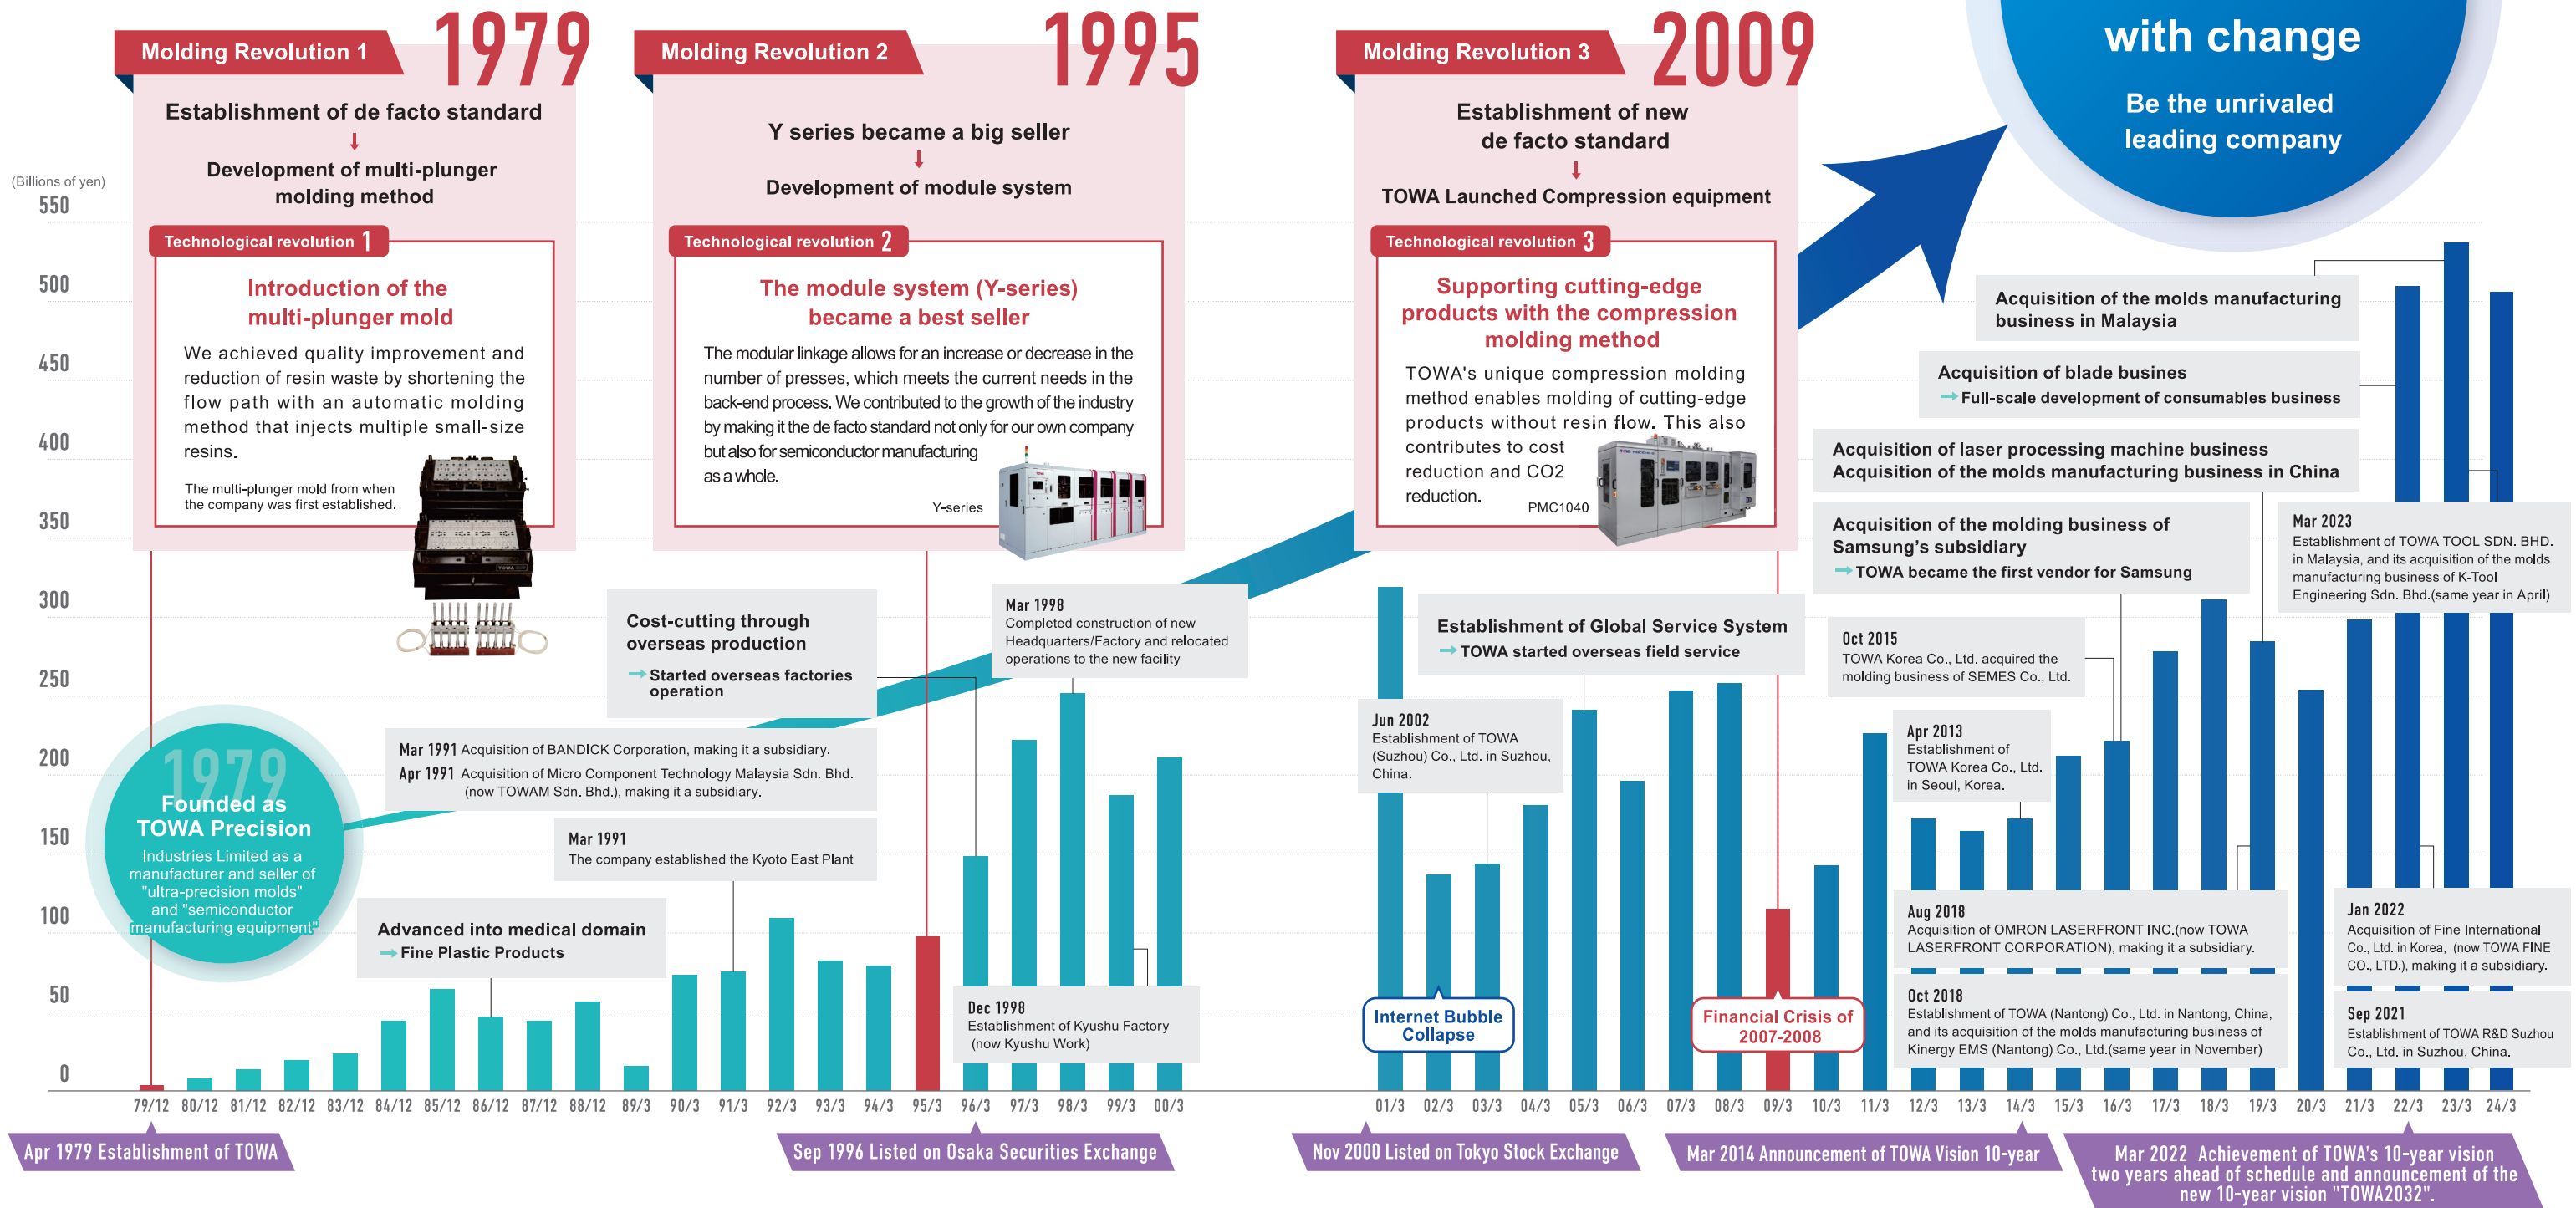 Molding Revolution 1
1979
Establishment of de facto standard
↓
Development of multi-plunger
molding method
Technological revolution 1
Introduction of the
multi-plunger mold
We achieved quality improvement and
reduction of resin waste by shortening the
flow path with an automatic molding
method that injects multiple small-size
resins.
The multi-plunger mold from when
the company was first established.
Molding Revolution 2
1995
Y series became a big seller
↓
Development of module system
Technological revolution 2
The module system (Y-series)
became a best seller
The modular linkage allows for an increase or decrease in the
number of presses, which meets the current needs in the
back-end process. We contributed to the growth of the industry
by making it the de facto standard not only for our own company
but also for semiconductor manufacturing
as a whole.
Y-series
Molding Revolution 3
2009
Establishment of new
de facto standard
↓
TOWA Launched Compression equipment
Technological revolution 3
Supporting cutting-edge
products with the compression
molding method
TOWA's unique compression molding
method enables molding of cutting-edge
products without resin flow. This also
contributes to cost
reduction and CO2
reduction.
PMC1040
with change
Be the unrivaled
leading company
(Billions of yen)
550
500
450
400
350
300
250
200
150
100
50
0
1979
Founded as
TOWA Precision
Industries Limited as a
manufacturer and seller of
"ultra-precision molds"
and "semiconductor
manufacturing equipment"
Cost-cutting through
overseas production
→ Started overseas factories
operation
Mar 1998
Completed construction of new
Headquarters/Factory and relocated
operations to the new facility
Mar 1991 Acquisition of BANDICK Corporation, making it a subsidiary.
Apr 1991 Acquisition of Micro Component Technology Malaysia Sdn. Bhd.
(now TOWAM Sdn. Bhd.), making it a subsidiary.
Mar 1991
The company established the Kyoto East Plant
Advanced into medical domain
→ Fine Plastic Products
Dec 1998
Establishment of Kyushu Factory
(now Kyushu Work)
Establishment of Global Service System
→ TOWA started overseas field service
Jun 2002
Establishment of TOWA
(Suzhou) Co., Ltd. in Suzhou,
China.
Internet Bubble
Collapse
Financial Crisis of
2007-2008
Acquisition of the molds manufacturing
business in Malaysia
Acquisition of blade busines
→ Full-scale development of consumables business
Acquisition of laser processing machine business
Acquisition of the molds manufacturing business in China
Acquisition of the molding business of
Samsung's subsidiary
→ TOWA became the first vendor for Samsung
Mar 2023
Establishment of TOWA TOOL SDN. BHD.
in Malaysia, and its acquisition of the molds
manufacturing business of K-Tool
Engineering Sdn. Bhd.(same year in April)
Oct 2015
TOWA Korea Co., Ltd. acquired the
molding business of SEMES Co., Ltd.
Apr 2013
Establishment of
TOWA Korea Co., Ltd.
in Seoul, Korea.
Aug 2018
Acquisition of OMRON LASERFRONT INC.(now TOWA
LASERFRONT CORPORATION), making it a subsidiary.
Oct 2018
Establishment of TOWA (Nantong) Co., Ltd. in Nantong, China,
and its acquisition of the molds manufacturing business of
Kinergy EMS (Nantong) Co., Ltd.(same year in November)
Jan 2022
Acquisition of Fine International
Co., Ltd. in Korea, (now TOWA FINE
CO., LTD.), making it a subsidiary.
Sep 2021
Establishment of TOWA R&D Suzhou
Co., Ltd. in Suzhou, China.
79/12 80/12 81/12 82/12 83/12 84/12 85/12 86/12 87/12 88/12 89/3 90/3 91/3 92/3 93/3 94/3 95/3 96/3 97/3 98/3 99/3 00/3 01/3 02/3 03/3 04/3 05/3 06/3 07/3 08/3 09/3 10/3 11/3 12/3 13/3 14/3 15/3 16/3 17/3 18/3 19/3 20/3 21/3 22/3 23/3 24/3
Apr 1979 Establishment of TOWA
Sep 1996 Listed on Osaka Securities Exchange
Nov 2000 Listed on Tokyo Stock Exchange
Mar 2014 Announcement of TOWA Vision 10-year
Mar 2022 Achievement of TOWA's 10-year vision
two years ahead of schedule and announcement of the
new 10-year vision "TOWA2032".